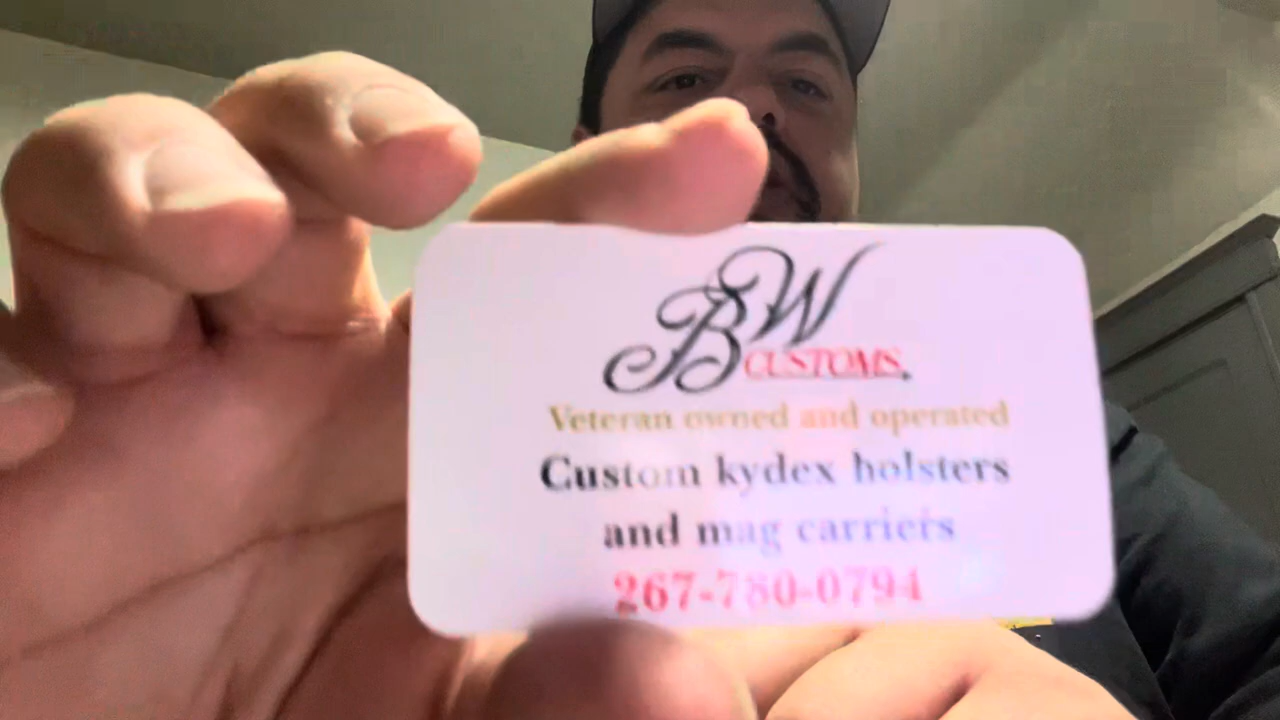 BW
CUSTOMS.
Veteran owned and operated
Custom kydex holsters
and mag carriers
267-780-0794